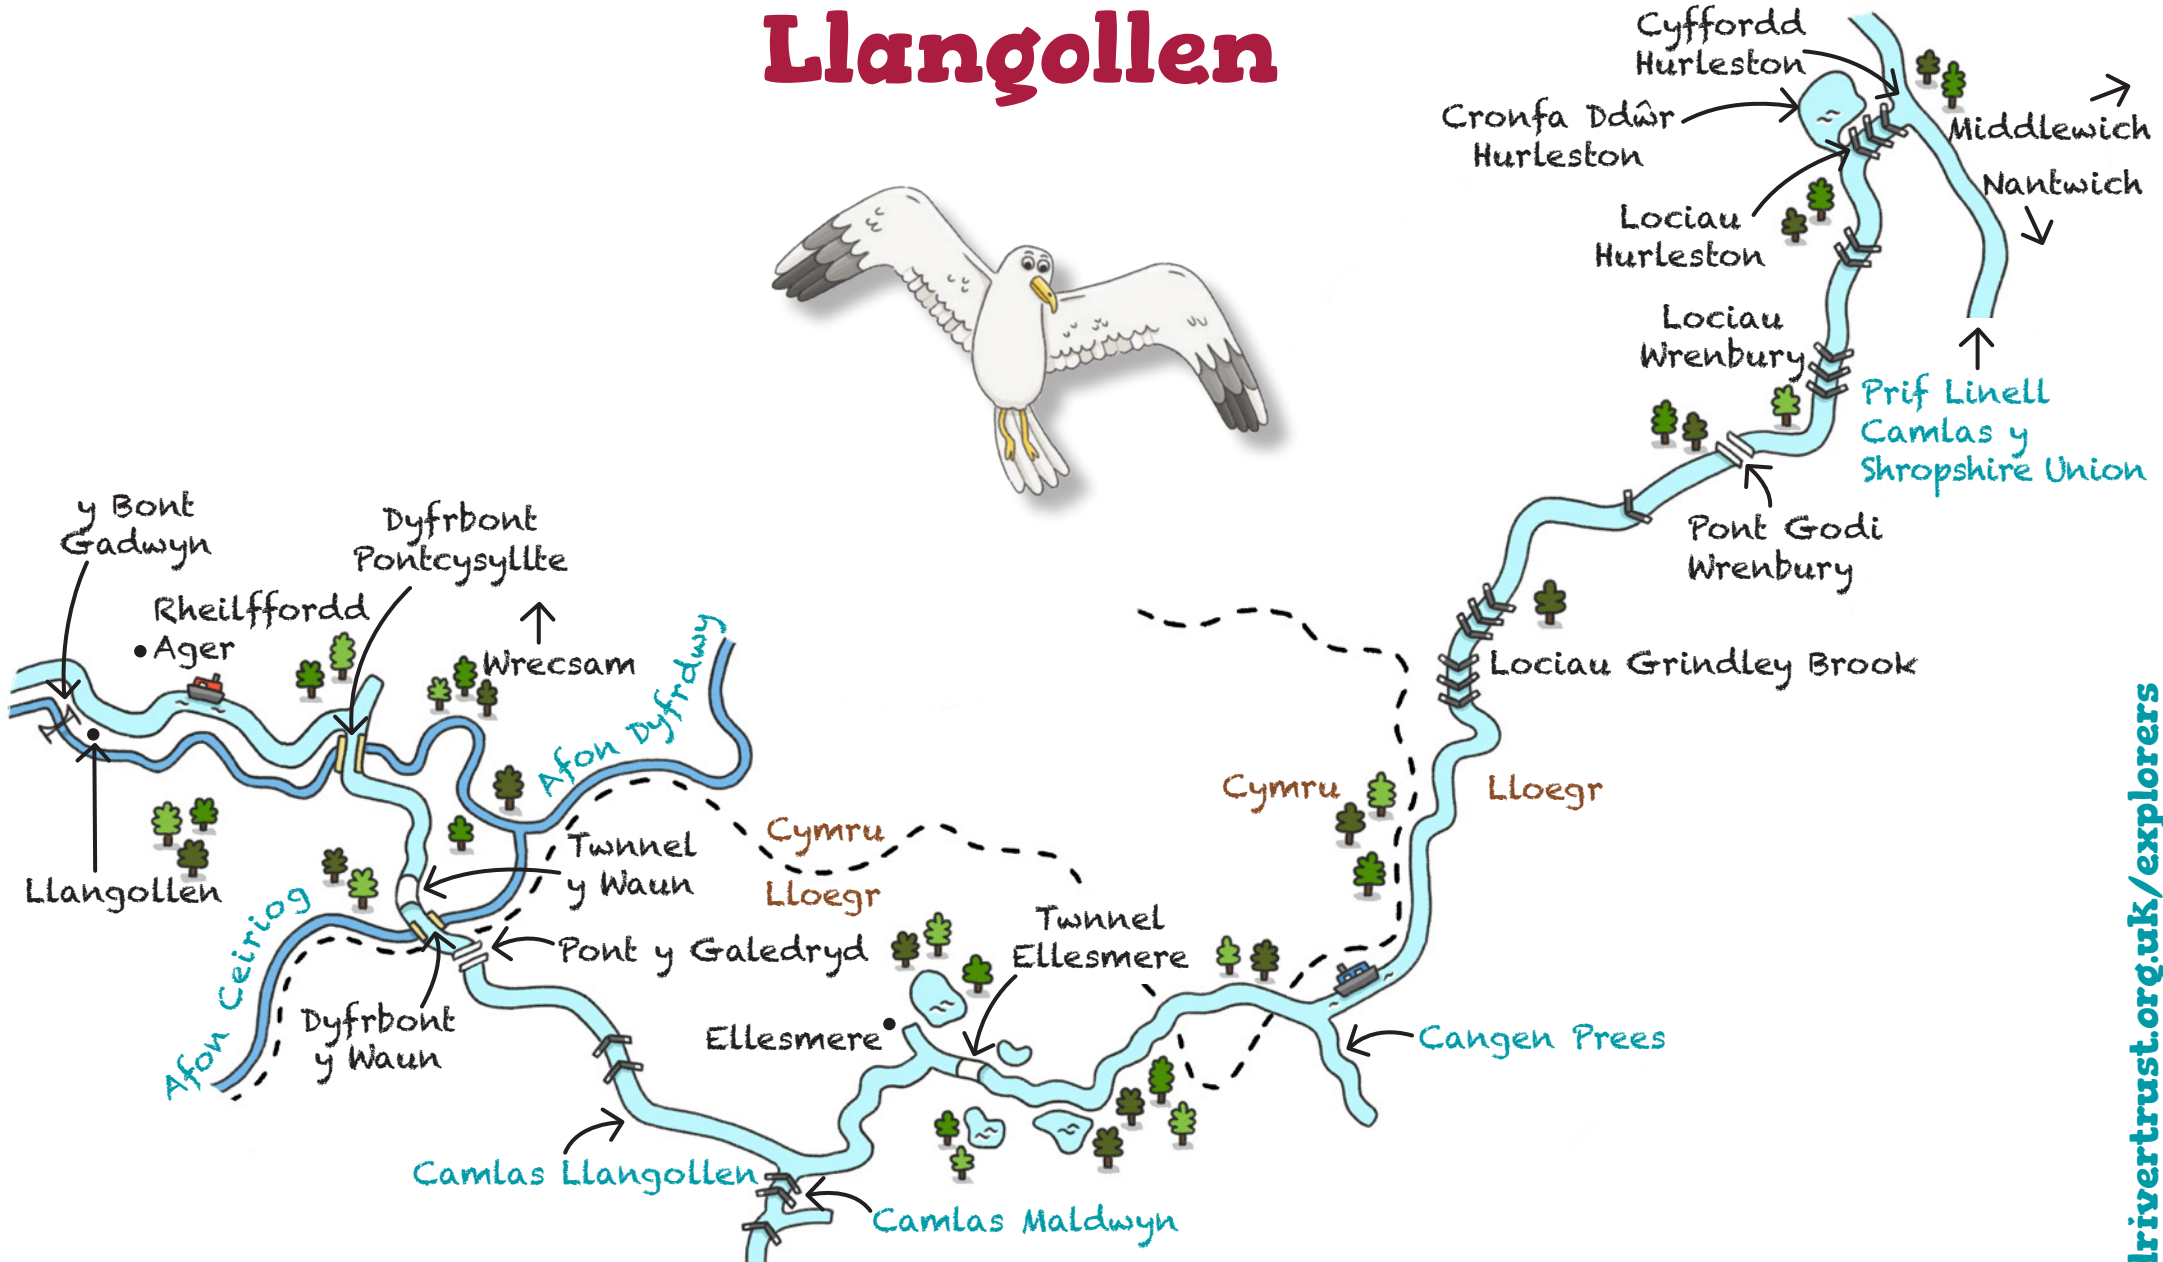 Llangollen
Cyffordd
Hurleston
Cronfa Ddŵr
Hurleston
Middlewich
Nantwich
Lociau
Hurleston
Lociau
Wrenbury
Prif Linell
Camlas y
Shropshire Union
Pont Godi
Wrenbury
y Bont
Gadwyn
Dyfrbont
Pontcysyllte
Rheilffordd
Ager
Wrecsam
Afon Dyfrdwy
Lociau Grindley Brook
Cymru
Lloegr
Cymru
Lloegr
Twnnel
y Waun
Llangollen
Afon Ceiriog
Pont y Galedryd
Twnnel
Ellesmere
Dyfrbont
y Waun
Ellesmere
Cangen Prees
Camlas Llangollen
Camlas Maldwyn
lrivertrust.org.uk/explorers